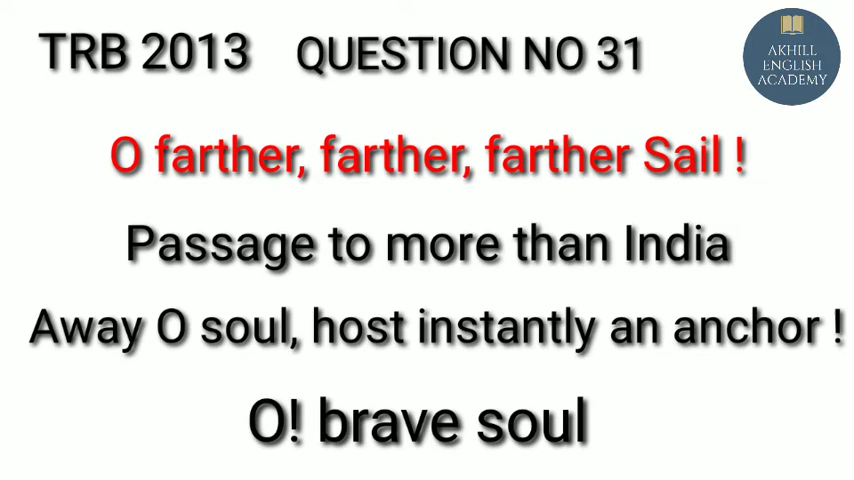 TRB 2013 QUESTION NO 31
AKHILL
ENGLISH
ACADEMY
O farther, farther, farther Sail !
Passage to more than India
Away O soul, host instantly an anchor !
O! brave soul